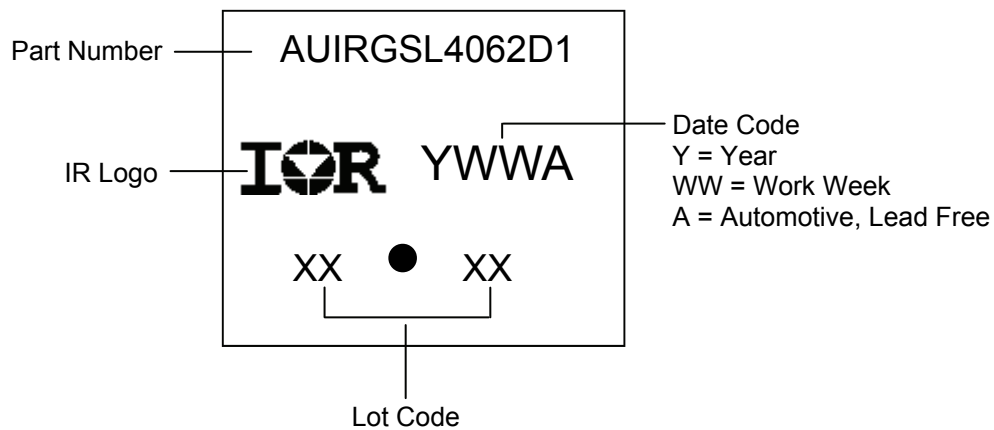 Part Number
AUIRGSL4062D1
IR Logo
IOR
YWWA
Date Code
Y = Year
WW = Work Week
A = Automotive, Lead Free
XX
XX
Lot Code